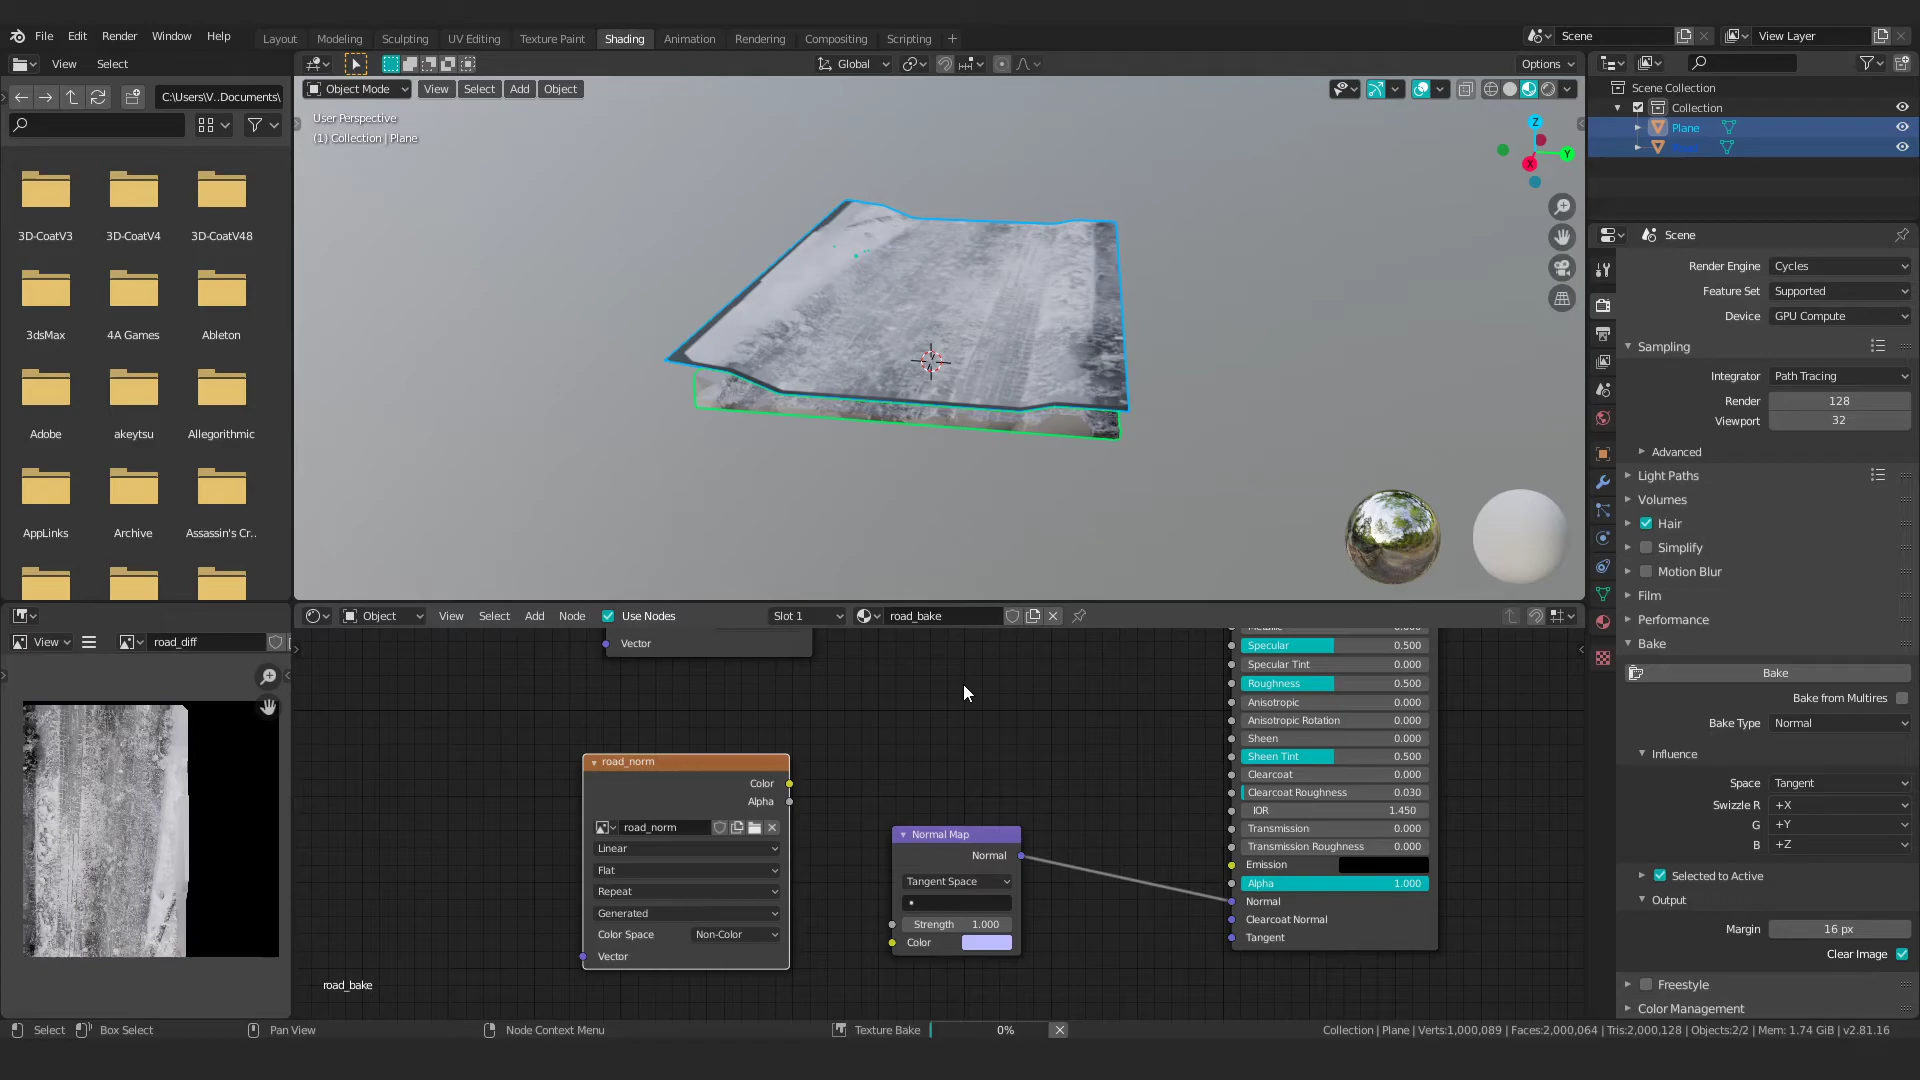 File Edit Render Window Help
Layout Modeling Sculpting UV Editing Texture Paint Shading Animation Rendering Compositing Scripting +
Scene
View Layer
View Select
Global
Options
C:\Users\V..Documents\
Object Mode View Select Add Object
User Perspective
(1) Collection | Plane
Z
Y
X
3D-CoatV3 3D-CoatV4 3D-CoatV48
3dsMax 4A Games Ableton
Adobe akeytsu Allegorithmic
AppLinks Archive Assassin's Cr..
View road_diff
Object View Select Add Node Use Nodes Slot 1 road_bake
Vector
road_norm
Color
Alpha
road_norm
Linear
Flat
Repeat
Generated
Color Space Non-Color
Vector
road_bake
Normal Map
Normal
Tangent Space
Strength 1.000
Color
Specular 0.500
Specular Tint 0.000
Roughness 0.500
Anisotropic 0.000
Anisotropic Rotation 0.000
Sheen 0.000
Sheen Tint 0.500
Clearcoat 0.000
Clearcoat Roughness 0.030
IOR 1.450
Transmission 0.000
Transmission Roughness 0.000
Emission
Alpha 1.000
Normal
Clearcoat Normal
Tangent
Scene Collection
Collection
Plane
Scene
Render Engine Cycles
Feature Set Supported
Device GPU Compute
Sampling
Integrator Path Tracing
Render 128
Viewport 32
Advanced
Light Paths
Volumes
Hair
Simplify
Motion Blur
Film
Performance
Bake
Bake
Bake from Multires
Bake Type Normal
Influence
Space Tangent
Swizzle R +X
G +Y
B +Z
Selected to Active
Output
Margin 16 px
Clear Image
Freestyle
Color Management
Select Box Select Pan View Node Context Menu Texture Bake 0% Collection | Plane | Verts:1,000,089 | Faces:2,000,064 | Tris:2,000,128 | Objects:2/2 | Mem: 1.74 GiB | v2.81.16